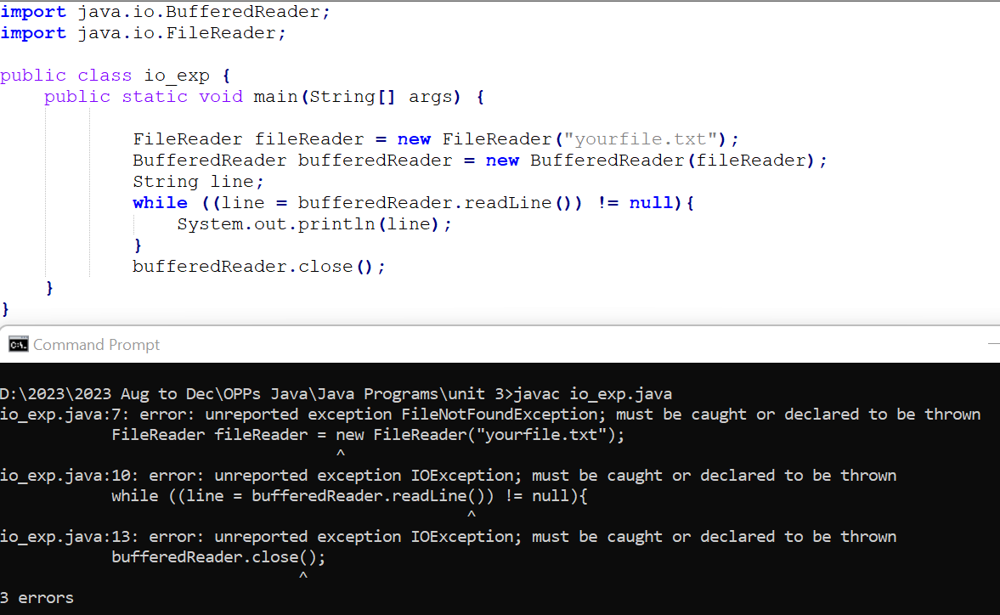 import java.io.BufferedReader;
import java.io.FileReader;
public class io_exp {
public static void main(String[] args) {
FileReader fileReader = new FileReader("yourfile.txt");
BufferedReader bufferedReader = new BufferedReader(fileReader);
String line;
while ((line = bufferedReader.readLine()) != null){
System.out.println(line);
}
bufferedReader.close();
}
}
C:\. Command Prompt
D:\2023\2023 Aug to Dec\OPPs Java\Java Programs\unit 3>javac io_exp.java
io_exp.java:7: error: unreported exception FileNotFoundException; must be caught or declared to be thrown
FileReader fileReader = new FileReader("yourfile.txt");
^
io_exp.java:10: error: unreported exception IOException; must be caught or declared to be thrown
while ((line = bufferedReader.readLine()) != null){
^
io_exp.java:13: error: unreported exception IOException; must be caught or declared to be thrown
bufferedReader.close();
^
3 errors